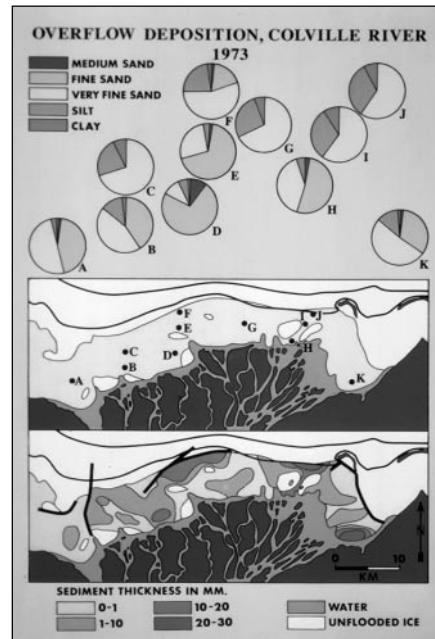 OVERFLOW DEPOSITION, COLVILLE RIVER
1973
MEDIUM SAND
FINE SAND
VERY FINE SAND
SILT
CLAY
F
J
G
I
E
C
H
B
D
A
K
F
E
I
J
G
C
B
D
H
A
K
N
0
10
KM
SEDIMENT THICKNESS IN MM.
0-1
10-20
WATER
1-10
20-30
UNFLOODED ICE